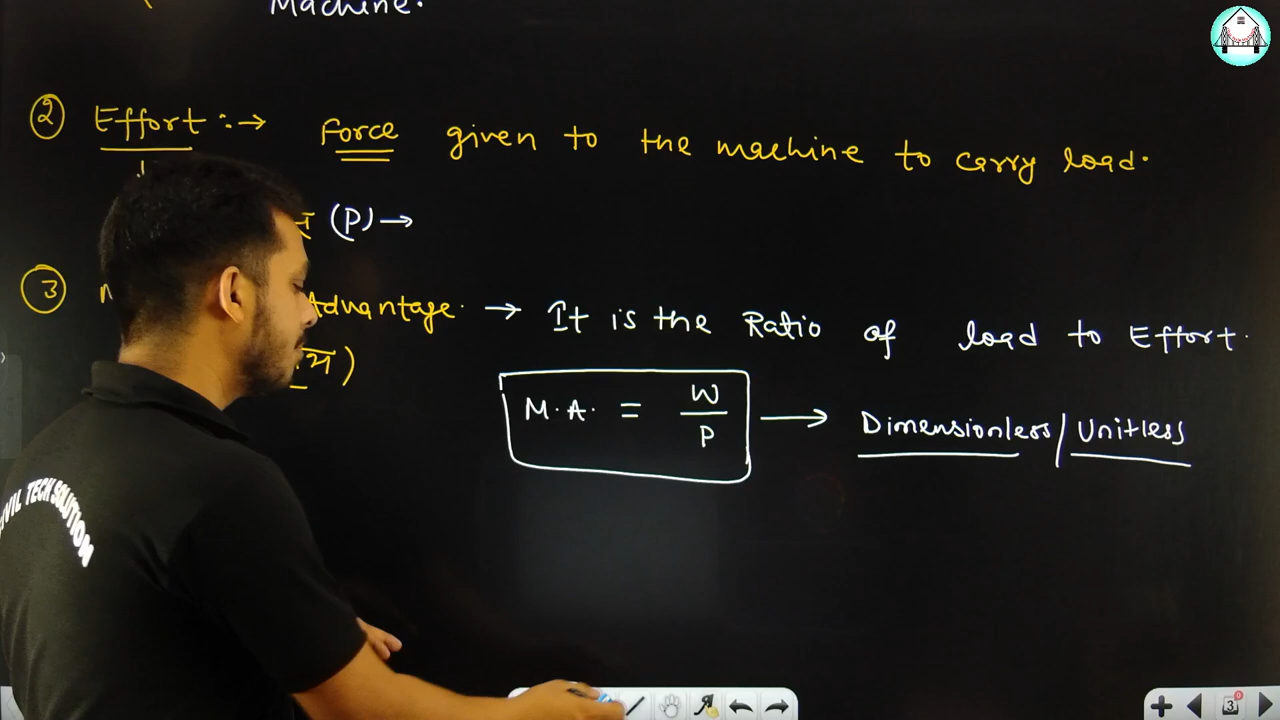 Machine.
② Effort :→ Force given to the machine to carry load.
(P) →
③ Advantage. → It is the Ratio of load to Effort.
M.A. = W/P → Dimensionless/Unitless
CIVIL TECH SOLUTION
3